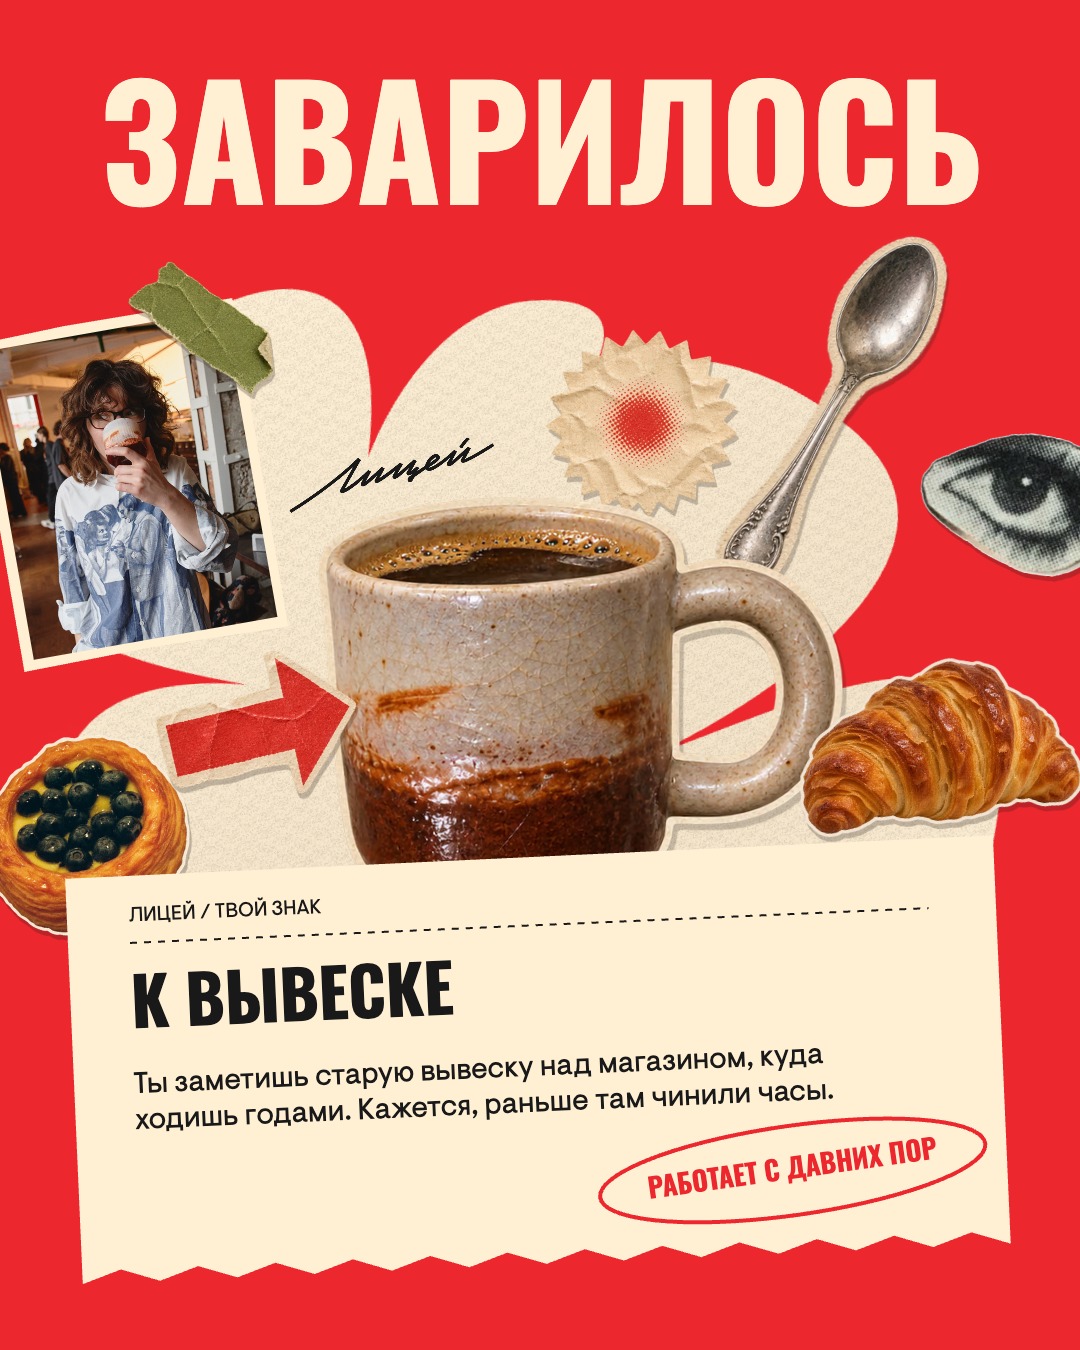 ЗАВАРИЛОСЬ
Лицей
ЛИЦЕЙ / ТВОЙ ЗНАК
К ВЫВЕСКЕ
Ты заметишь старую вывеску над магазином, куда
ходишь годами. Кажется, раньше там чинили часы.
РАБОТАЕТ С ДАВНИХ ПОР